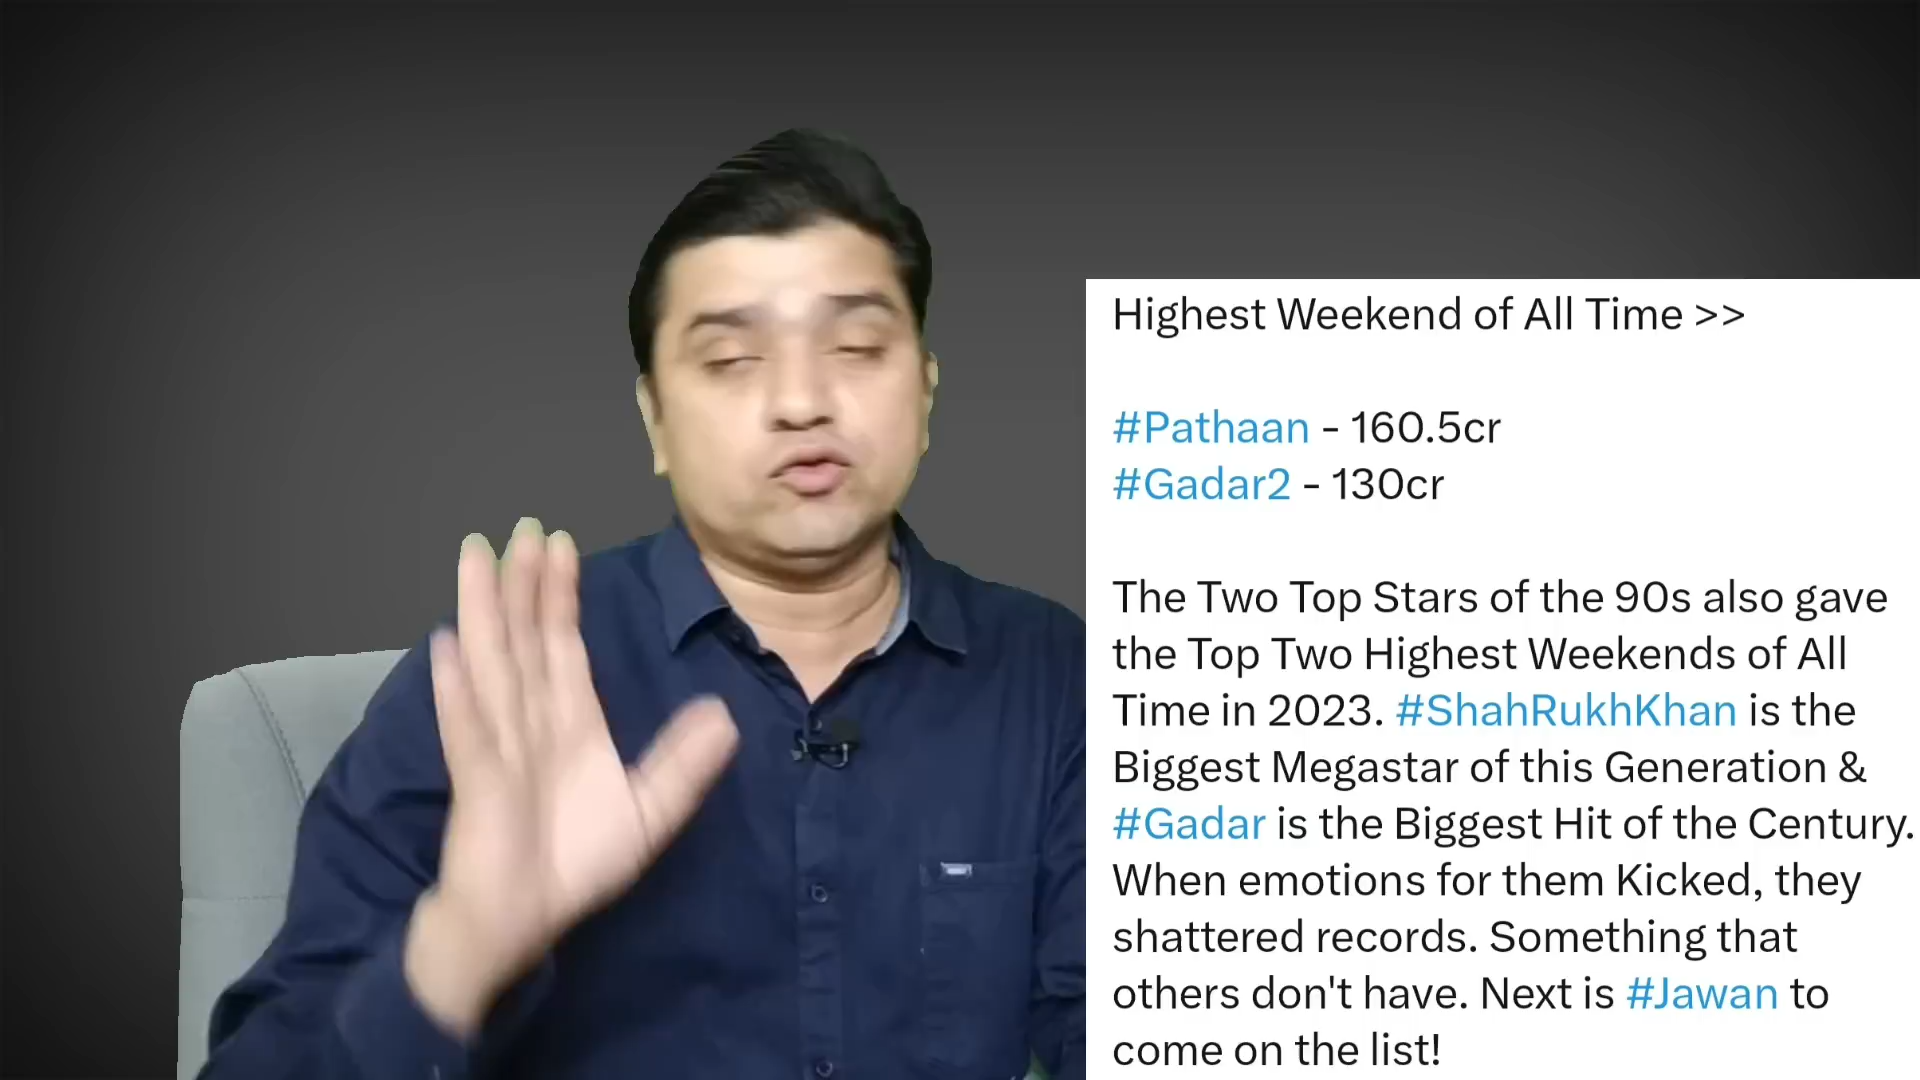 Highest Weekend of All Time >>
#Pathaan - 160.5cr
#Gadar2 - 130cr
The Two Top Stars of the 90s also gave
the Top Two Highest Weekends of All
Time in 2023. #ShahRukhKhan is the
Biggest Megastar of this Generation &
#Gadar is the Biggest Hit of the Century.
When emotions for them Kicked, they
shattered records. Something that
others don't have. Next is #Jawan to
come on the list!